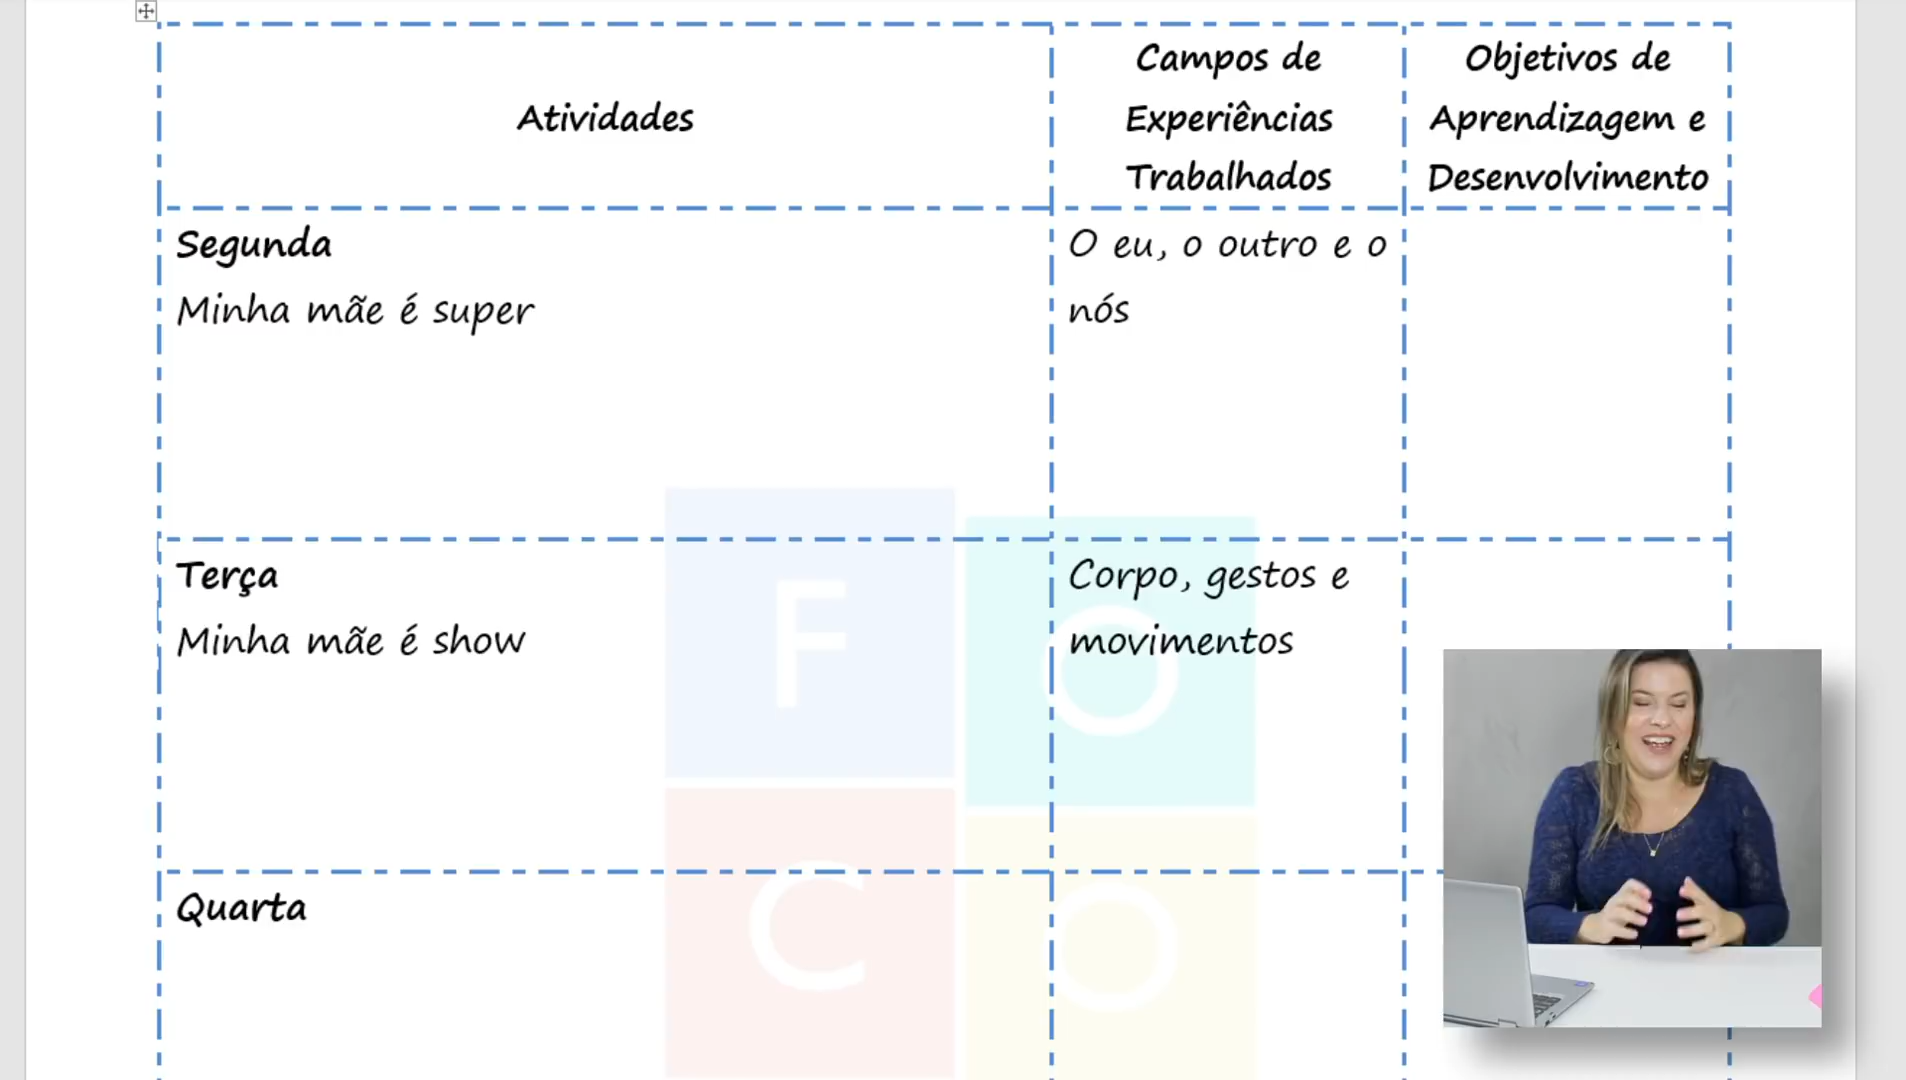 Atividades
Campos de
Experiências
Trabalhados
Objetivos de
Aprendizagem e
Desenvolvimento
Segunda
Minha mãe é super
O eu, o outro e o
nós
Terça
Minha mãe é show
Corpo, gestos e
movimentos
Quarta
F O
C O